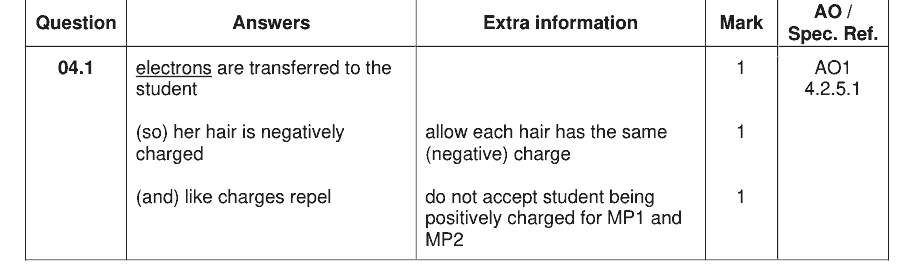 Question Answers Extra information Mark AO /
Spec. Ref.
04.1 electrons are transferred to the 1 AO1
student 4.2.5.1
(so) her hair is negatively allow each hair has the same 1
charged (negative) charge
(and) like charges repel do not accept student being 1
positively charged for MP1 and
MP2